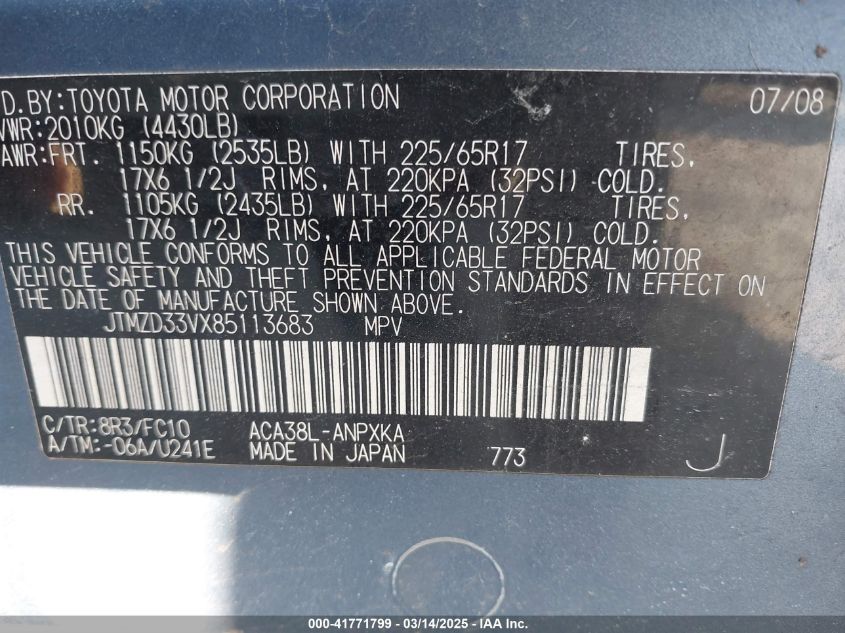 D. BY: TOYOTA MOTOR CORPORATION 07/08
VWR: 2010KG (4430LB)
AWR: FRT. 1150KG (2535LB) WITH 225/65R17 TIRES,
17X6 1/2J RIMS, AT 220KPA (32PSI) COLD.
RR. 1105KG (2435LB) WITH 225/65R17 TIRES,
17X6 1/2J RIMS, AT 220KPA (32PSI) COLD.
THIS VEHICLE CONFORMS TO ALL APPLICABLE FEDERAL MOTOR
VEHICLE SAFETY AND THEFT PREVENTION STANDARDS IN EFFECT ON
THE DATE OF MANUFACTURE SHOWN ABOVE.
JTMZD33VX85113683 MPV
C/TR: 8R3/FC10 ACA38L-ANPXKA
A/TM: -06A/U241E MADE IN JAPAN 773 J
000-41771799 - 03/14/2025 - IAA Inc.